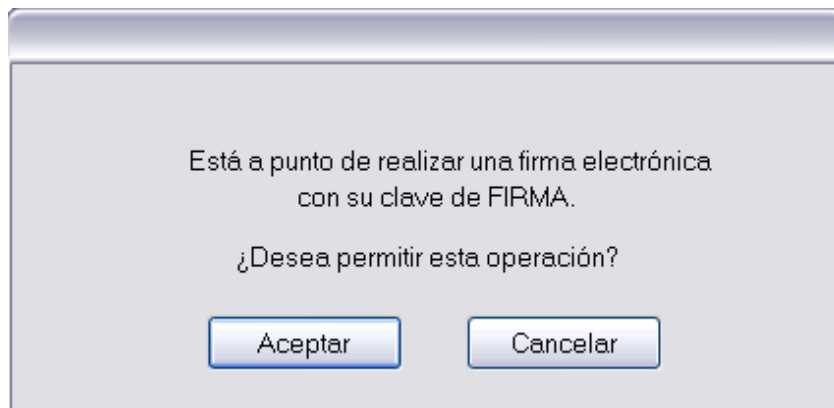 Está a punto de realizar una firma electrónica
con su clave de FIRMA.
¿Desea permitir esta operación?
Aceptar
Cancelar